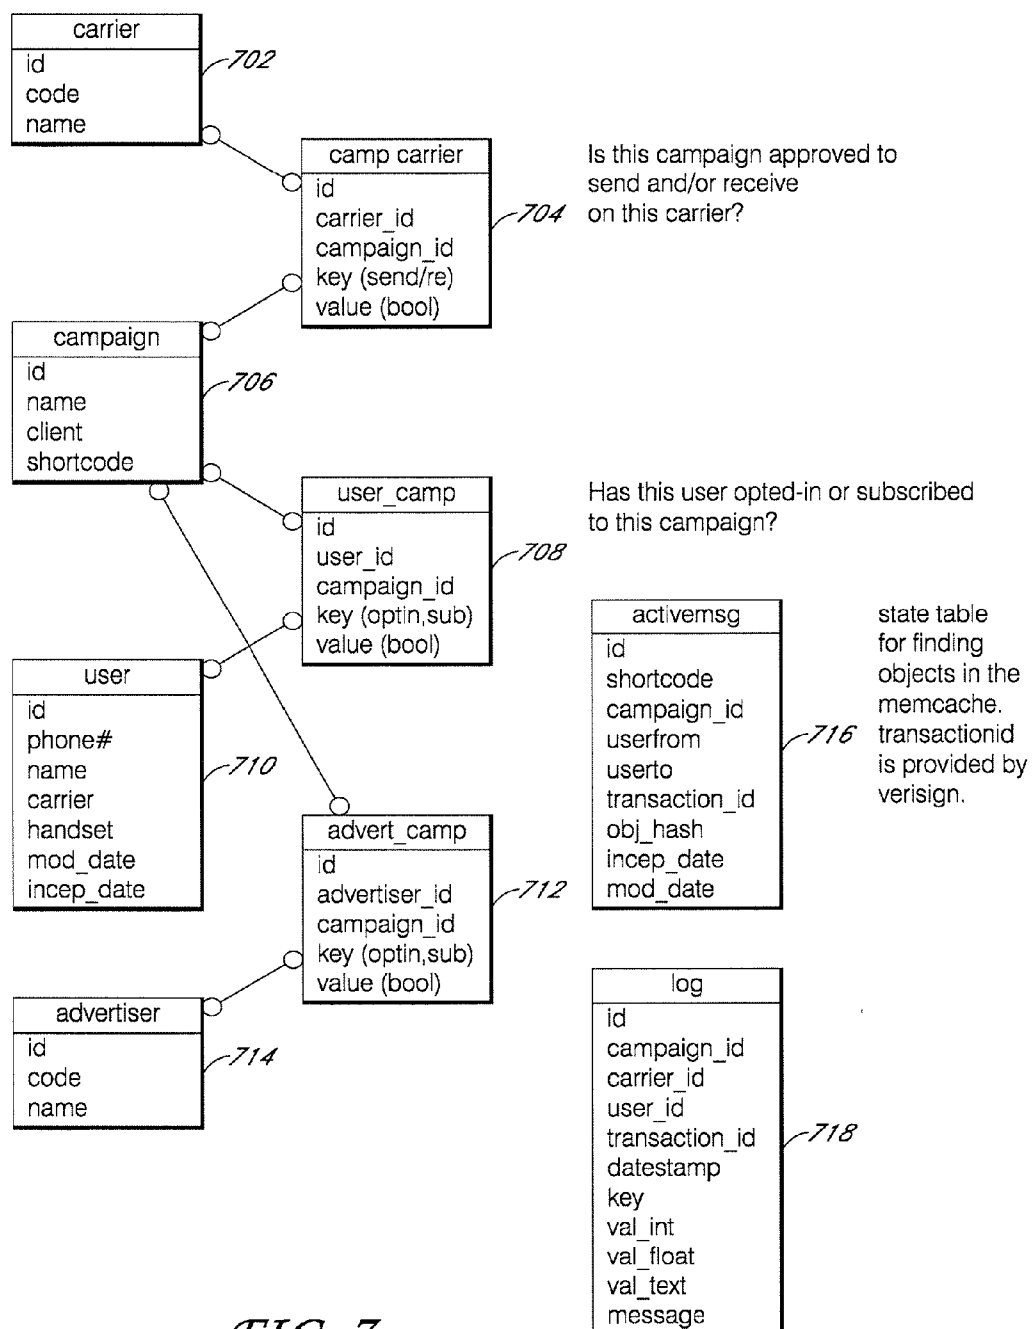 carrier
id
code
name
702
camp carrier
id
carrier_id
campaign_id
key (send/re)
value (bool)
704
Is this campaign approved to
send and/or receive
on this carrier?
campaign
id
name
client
shortcode
706
user_camp
id
user_id
campaign_id
key (optin,sub)
value (bool)
708
Has this user opted-in or subscribed
to this campaign?
user
id
phone#
name
carrier
handset
mod_date
incep_date
710
activemsg
id
shortcode
campaign_id
userfrom
userto
transaction_id
obj_hash
incep_date
mod_date
716
state table
for finding
objects in the
memcache.
transactionid
is provided by
verisign.
advert_camp
id
advertiser_id
campaign_id
key (optin,sub)
value (bool)
712
advertiser
id
code
name
714
log
id
campaign_id
carrier_id
user_id
transaction_id
datestamp
key
val_int
val_float
val_text
message
718
FIG. 7